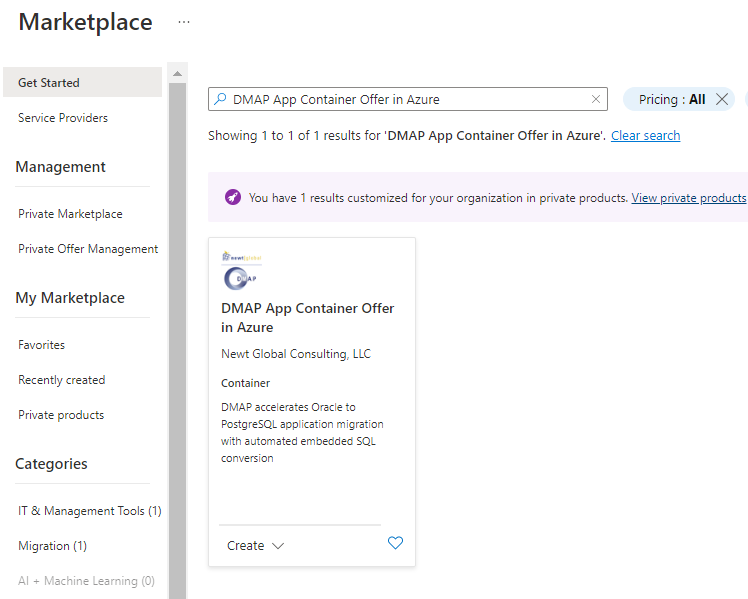 Marketplace ...
Get Started
Service Providers
Management
Private Marketplace
Private Offer Management
My Marketplace
Favorites
Recently created
Private products
Categories
IT & Management Tools (1)
Migration (1)
AI + Machine Learning (0)
DMAP App Container Offer in Azure
Pricing : All
Showing 1 to 1 of 1 results for 'DMAP App Container Offer in Azure'. Clear search
You have 1 results customized for your organization in private products. View private products
newtglobal
DMAP
DMAP App Container Offer
in Azure
Newt Global Consulting, LLC
Container
DMAP accelerates Oracle to
PostgreSQL application migration
with automated embedded SQL
conversion
Create